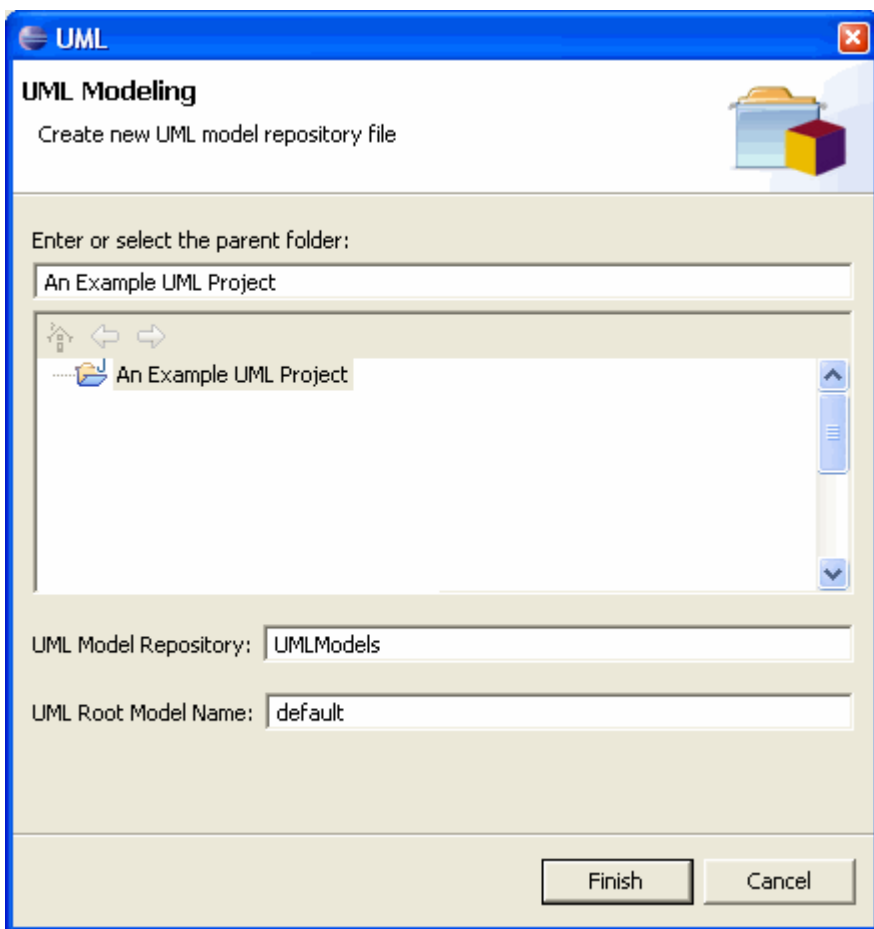 UML
UML Modeling
Create new UML model repository file
Enter or select the parent folder:
An Example UML Project
An Example UML Project
UML Model Repository: UMLModels
UML Root Model Name: default
Finish Cancel